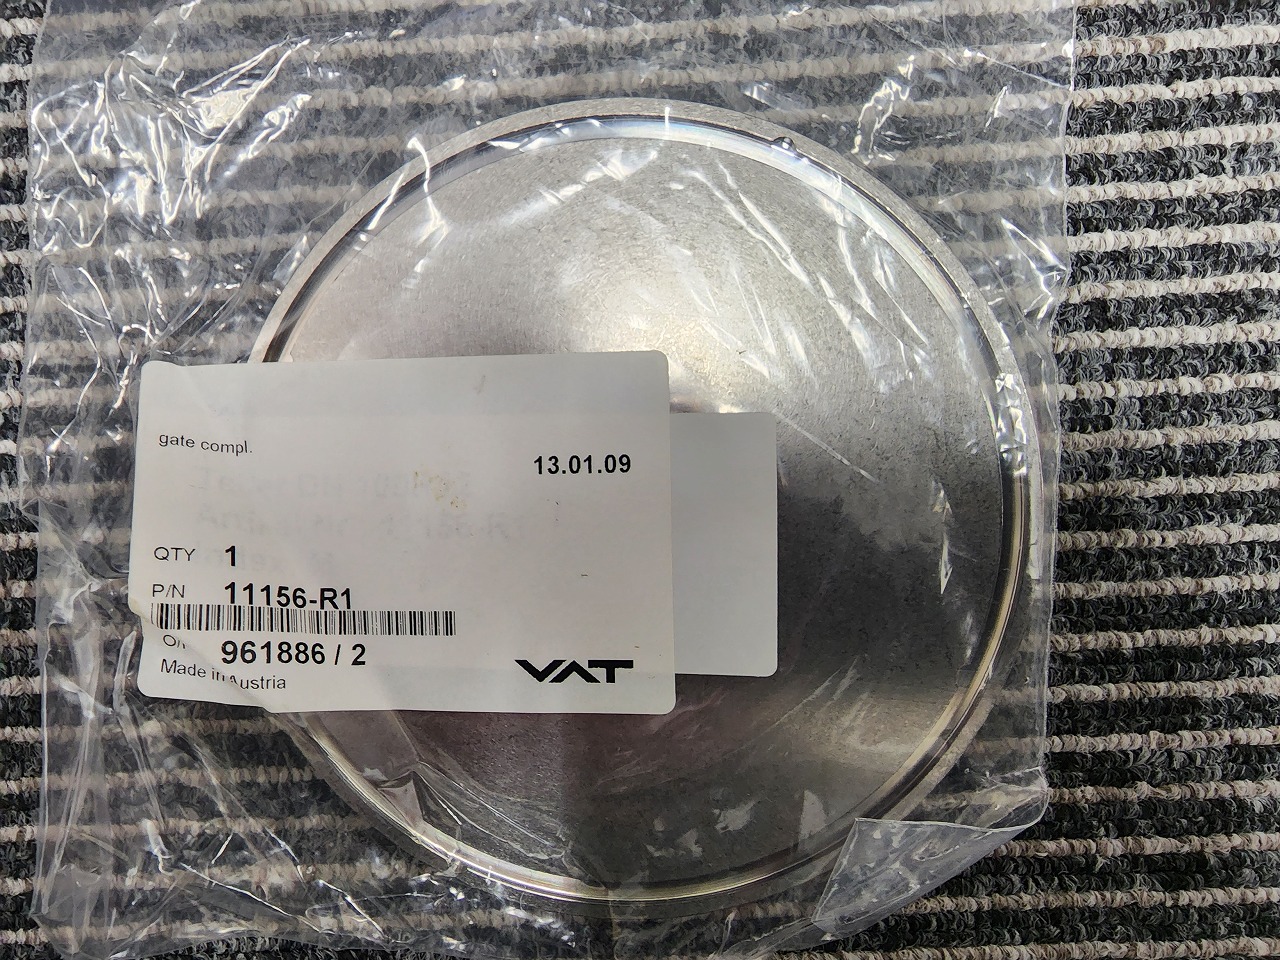 gate compl.
13.01.09
QTY 1
P/N 11156-R1
961886 / 2
Made in Austria
VAT